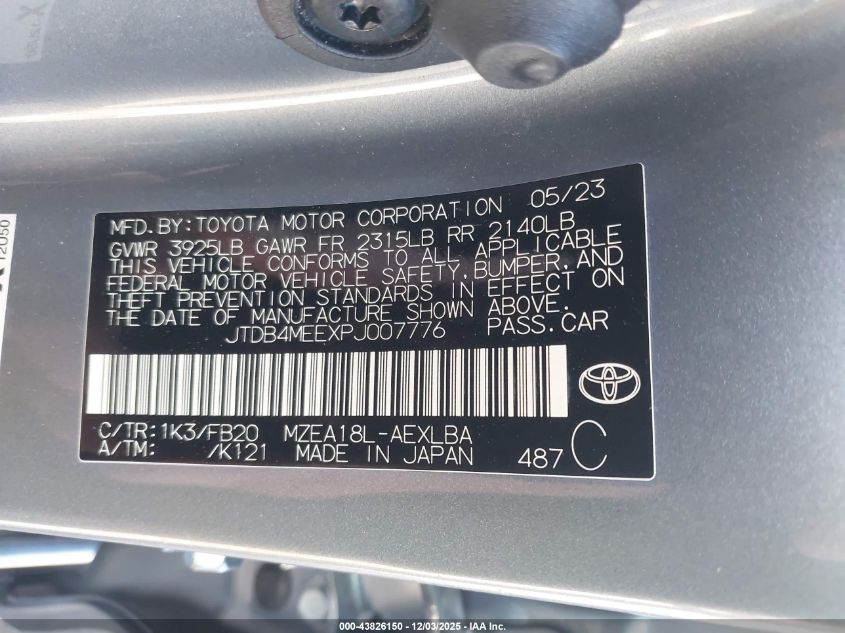 MFD.BY:TOYOTA MOTOR CORPORATION 05/23
GVWR 3925LB GAWR FR 2315LB RR 2140LB
THIS VEHICLE CONFORMS TO ALL APPLICABLE
FEDERAL MOTOR VEHICLE SAFETY,BUMPER,AND
THEFT PREVENTION STANDARDS IN EFFECT ON
THE DATE OF MANUFACTURE SHOWN ABOVE.
JTDB4MEEXPJ007776 PASS.CAR
C/TR:1K3/FB20 MZEA18L-AEXLBA
A/TM: /K121 MADE IN JAPAN 487 C
12050
000-43826150 - 12/03/2025 - IAA Inc.